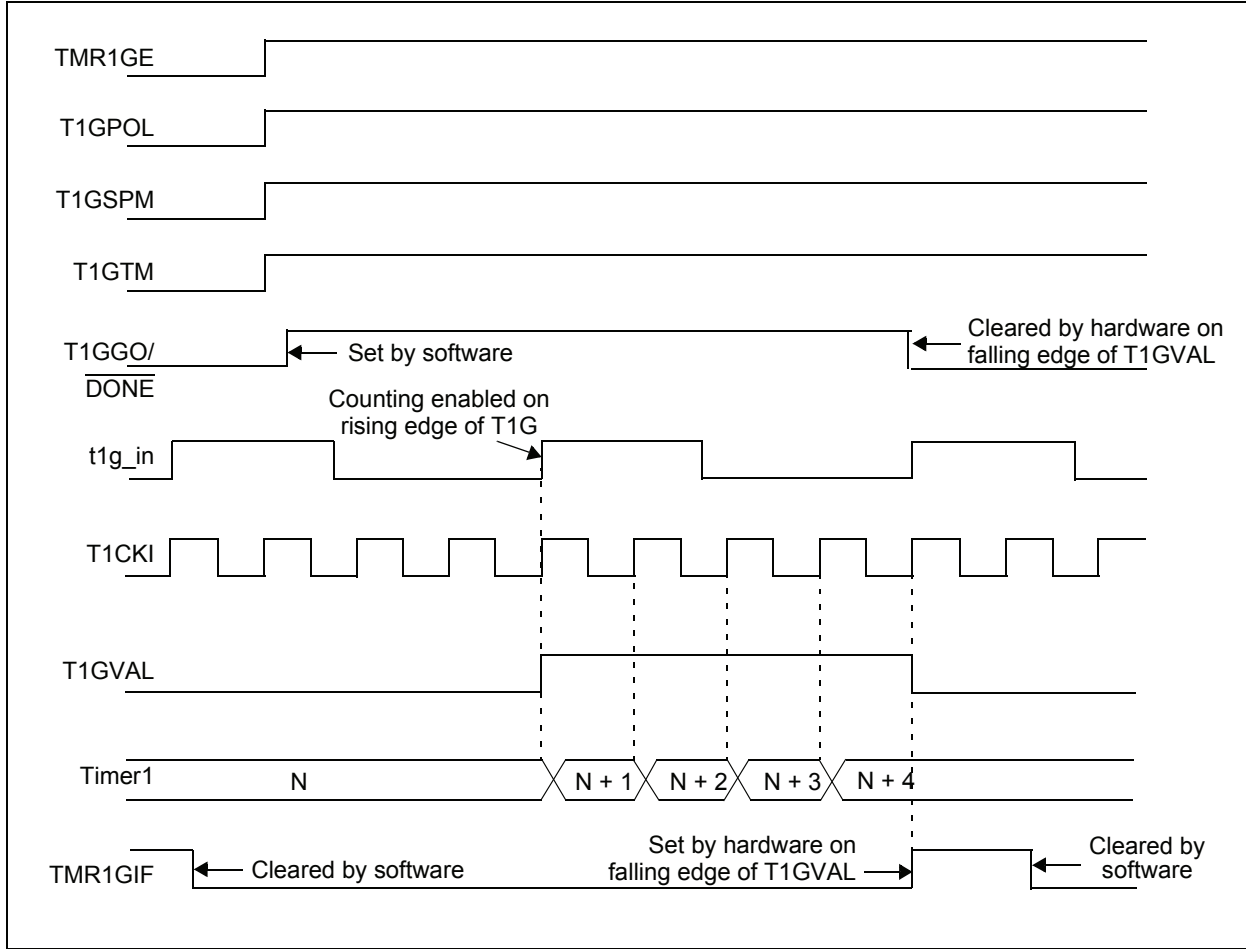 TMR1GE
T1GPOL
T1GSPM
T1GTM
T1GGO/
DONE
Set by software
Cleared by hardware on
falling edge of T1GVAL
Counting enabled on
rising edge of T1G
t1g_in
T1CKI
T1GVAL
Timer1
N
N + 1
N + 2
N + 3
N + 4
TMR1GIF
Cleared by software
Set by hardware on
falling edge of T1GVAL
Cleared by
software